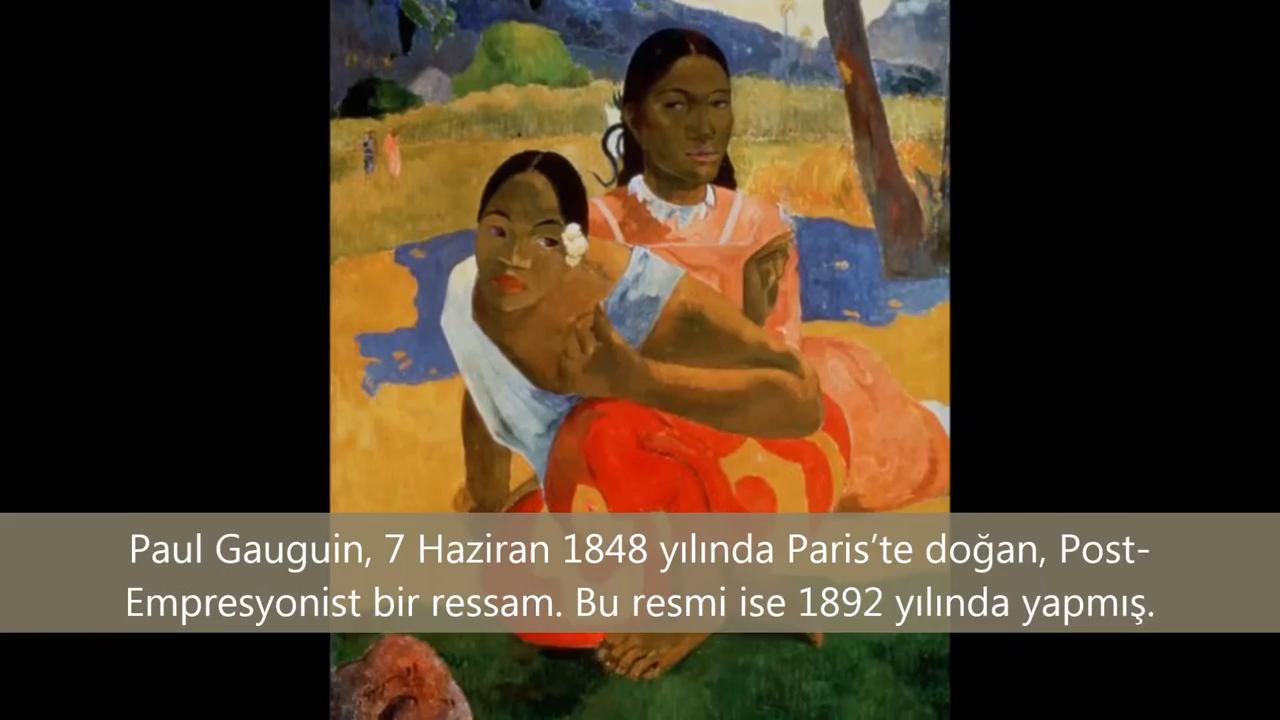 Paul Gauguin, 7 Haziran 1848 yılında Paris’te doğan, Post-
Empresyonist bir ressam. Bu resmi ise 1892 yılında yapmış.